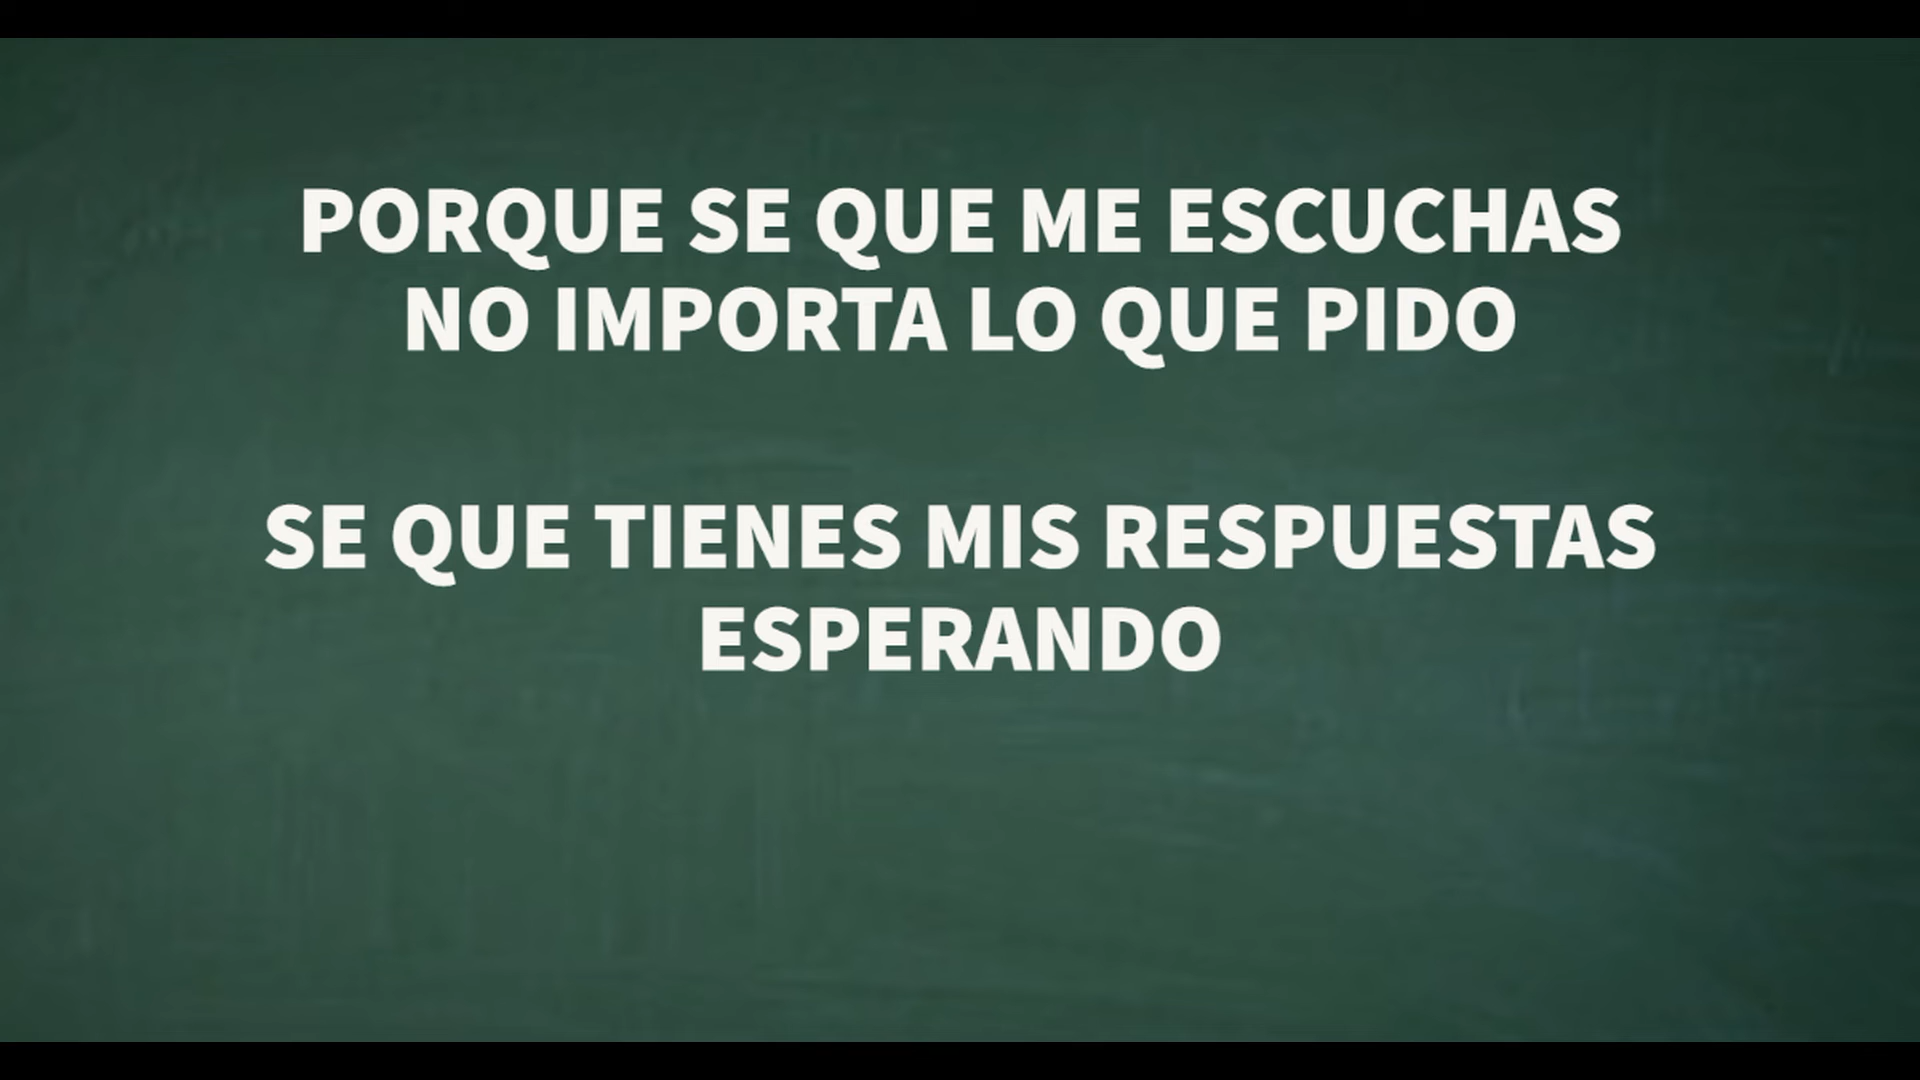 PORQUE SE QUE ME ESCUCHAS
NO IMPORTA LO QUE PIDO
SE QUE TIENES MIS RESPUESTAS
ESPERANDO